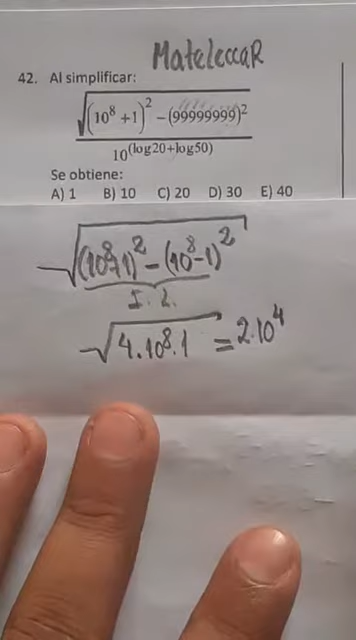 MateleccaR
42. Al simplificar:
√((10⁸ +1)² −(99999999)²)
10^(log20+log50)
Se obtiene:
A) 1 B) 10 C) 20 D) 30 E) 40
√((10⁸+1)² − (10⁸−1)²)
I. L.
√(4.10⁸.1) = 2.10⁴